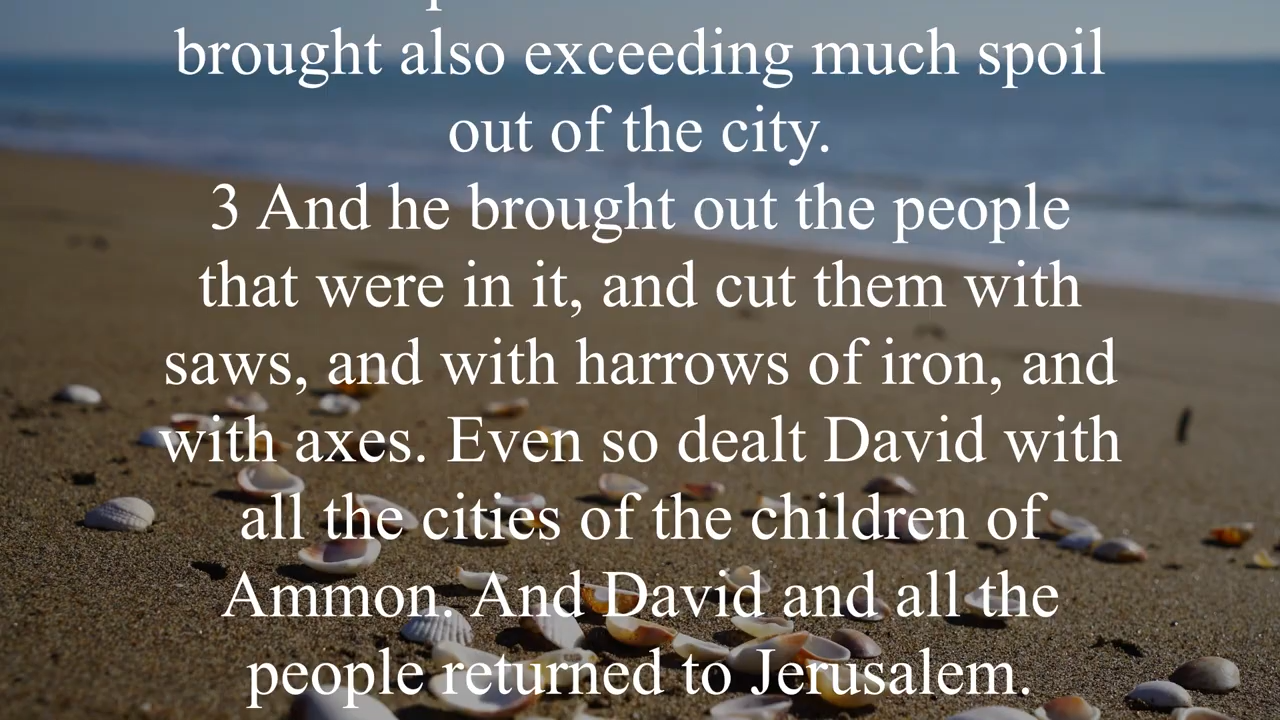 brought also exceeding much spoil
out of the city.
3 And he brought out the people
that were in it, and cut them with
saws, and with harrows of iron, and
with axes. Even so dealt David with
all the cities of the children of
Ammon. And David and all the
people returned to Jerusalem.